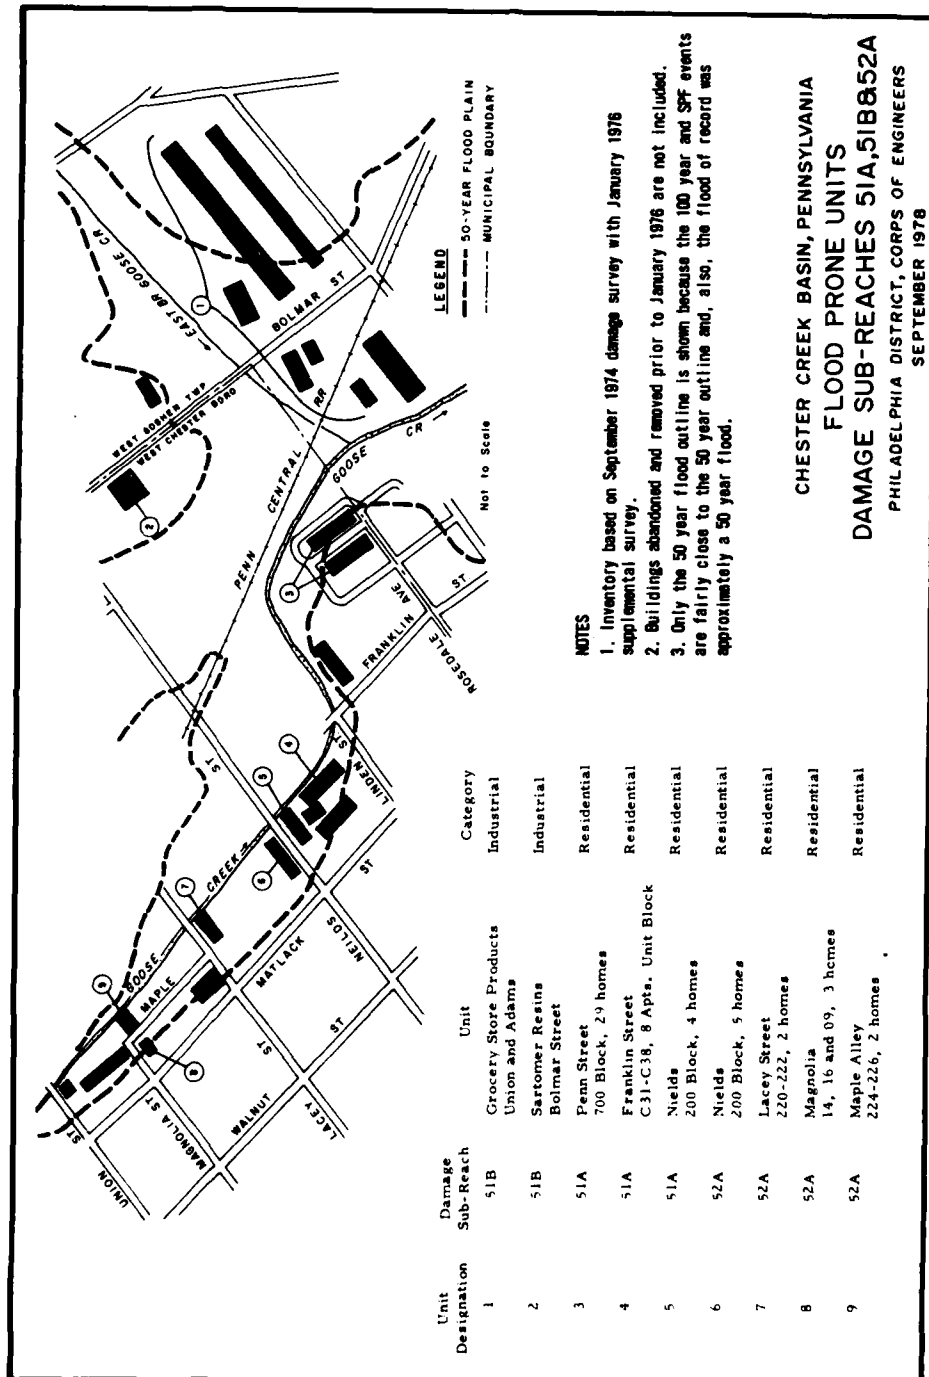 UNION
ST
MAGNOLIA ST
WALNUT
ST
LACEY
ST
MATLACK
ST
NEILDS
ST
LINDEN
ST
MAPLE
GOOSE
CREEK
FRANKLIN
ST
ROSEDALE
AVE
PENN
CENTRAL
RR
GOOSE
CR
BOLMAR ST
EAST BR GOOSE CR
WEST GOSHEN TWP
WEST CHESTER BORO
1
2
3
4
5
6
7
8
9
LEGEND
50-YEAR FLOOD PLAIN
MUNICIPAL BOUNDARY
Not to Scale
Unit Designation Damage Sub-Reach Unit Category
1 51B Grocery Store Products Industrial
Union and Adams
2 51B Sartomer Resins Industrial
Bolmar Street
3 51A Penn Street Residential
700 Block, 29 homes
4 51A Franklin Street Residential
C31-C38, 8 Apts. Unit Block
5 51A Nields Residential
200 Block, 4 homes
6 52A Nields Residential
200 Block, 5 homes
7 52A Lacey Street Residential
220-222, 2 homes
8 52A Magnolia Residential
14, 16 and 09, 3 homes
9 52A Maple Alley Residential
224-226, 2 homes
NOTES
1. Inventory based on September 1974 damage survey with January 1976
supplemental survey.
2. Buildings abandoned and removed prior to January 1976 are not included.
3. Only the 50 year flood outline is shown because the 100 year and SPF events
are fairly close to the 50 year outline and, also, the flood of record was
approximately a 50 year flood.
CHESTER CREEK BASIN, PENNSYLVANIA
FLOOD PRONE UNITS
DAMAGE SUB-REACHES 51A,51B&52A
PHILADELPHIA DISTRICT, CORPS OF ENGINEERS
SEPTEMBER 1978